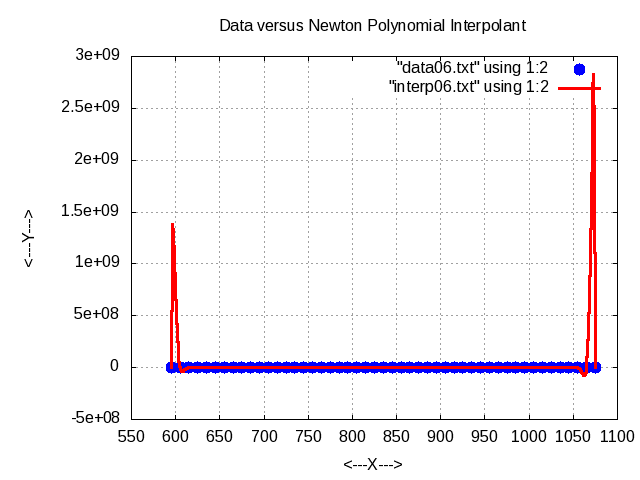 Data versus Newton Polynomial Interpolant
3e+09
2.5e+09
2e+09
1.5e+09
1e+09
5e+08
0
-5e+08
"data06.txt" using 1:2
"interp06.txt" using 1:2
<---Y--->
550 600 650 700 750 800 850 900 950 1000 1050 1100
<---X--->